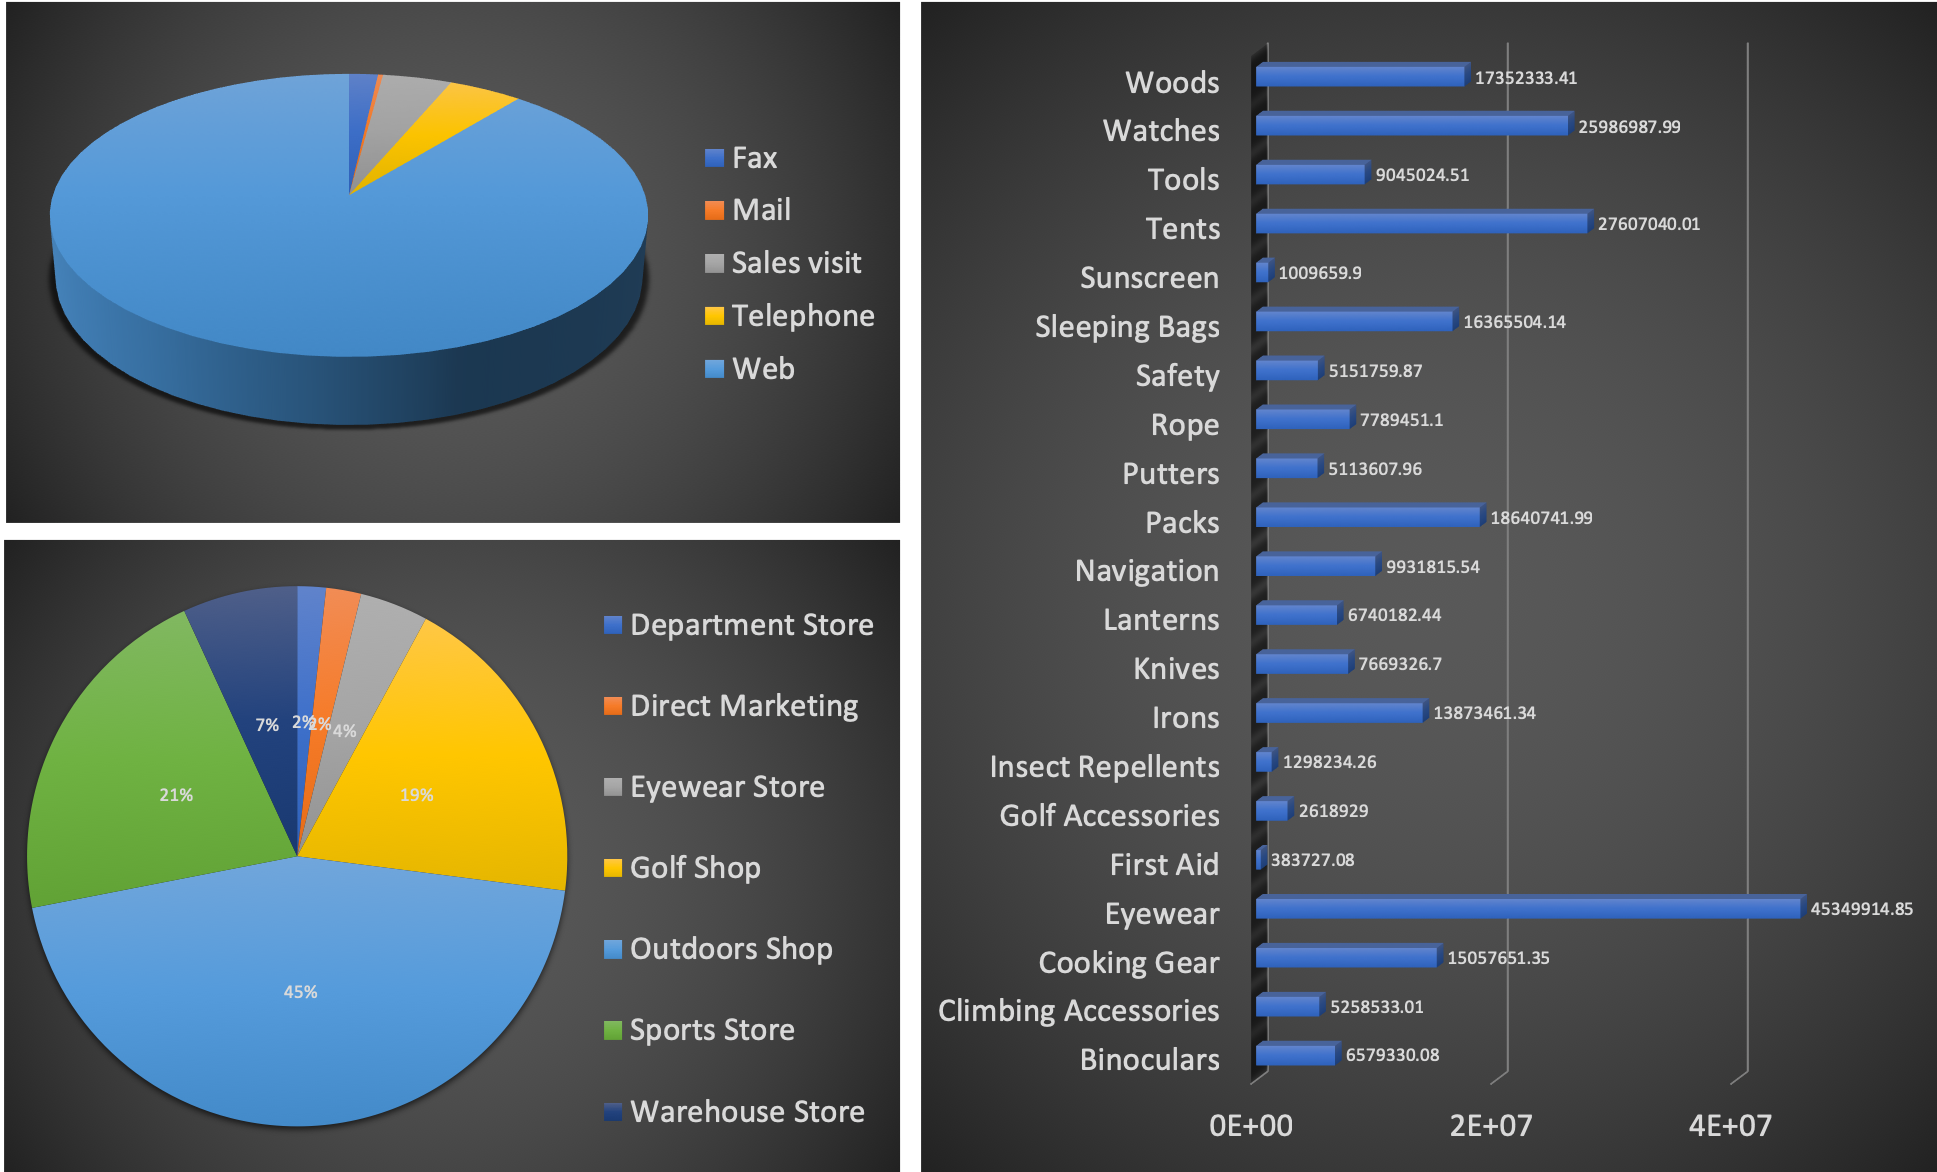 Fax
Mail
Sales visit
Telephone
Web
7%
2%
2%
4%
21%
19%
45%
Department Store
Direct Marketing
Eyewear Store
Golf Shop
Outdoors Shop
Sports Store
Warehouse Store
Woods 17352333.41
Watches 25986987.99
Tools 9045024.51
Tents 27607040.01
Sunscreen 1009659.9
Sleeping Bags 16365504.14
Safety 5151759.87
Rope 7789451.1
Putters 5113607.96
Packs 18640741.99
Navigation 9931815.54
Lanterns 6740182.44
Knives 7669326.7
Irons 13873461.34
Insect Repellents 1298234.26
Golf Accessories 2618929
First Aid 383727.08
Eyewear 45349914.85
Cooking Gear 15057651.35
Climbing Accessories 5258533.01
Binoculars 6579330.08
0E+00 2E+07 4E+07